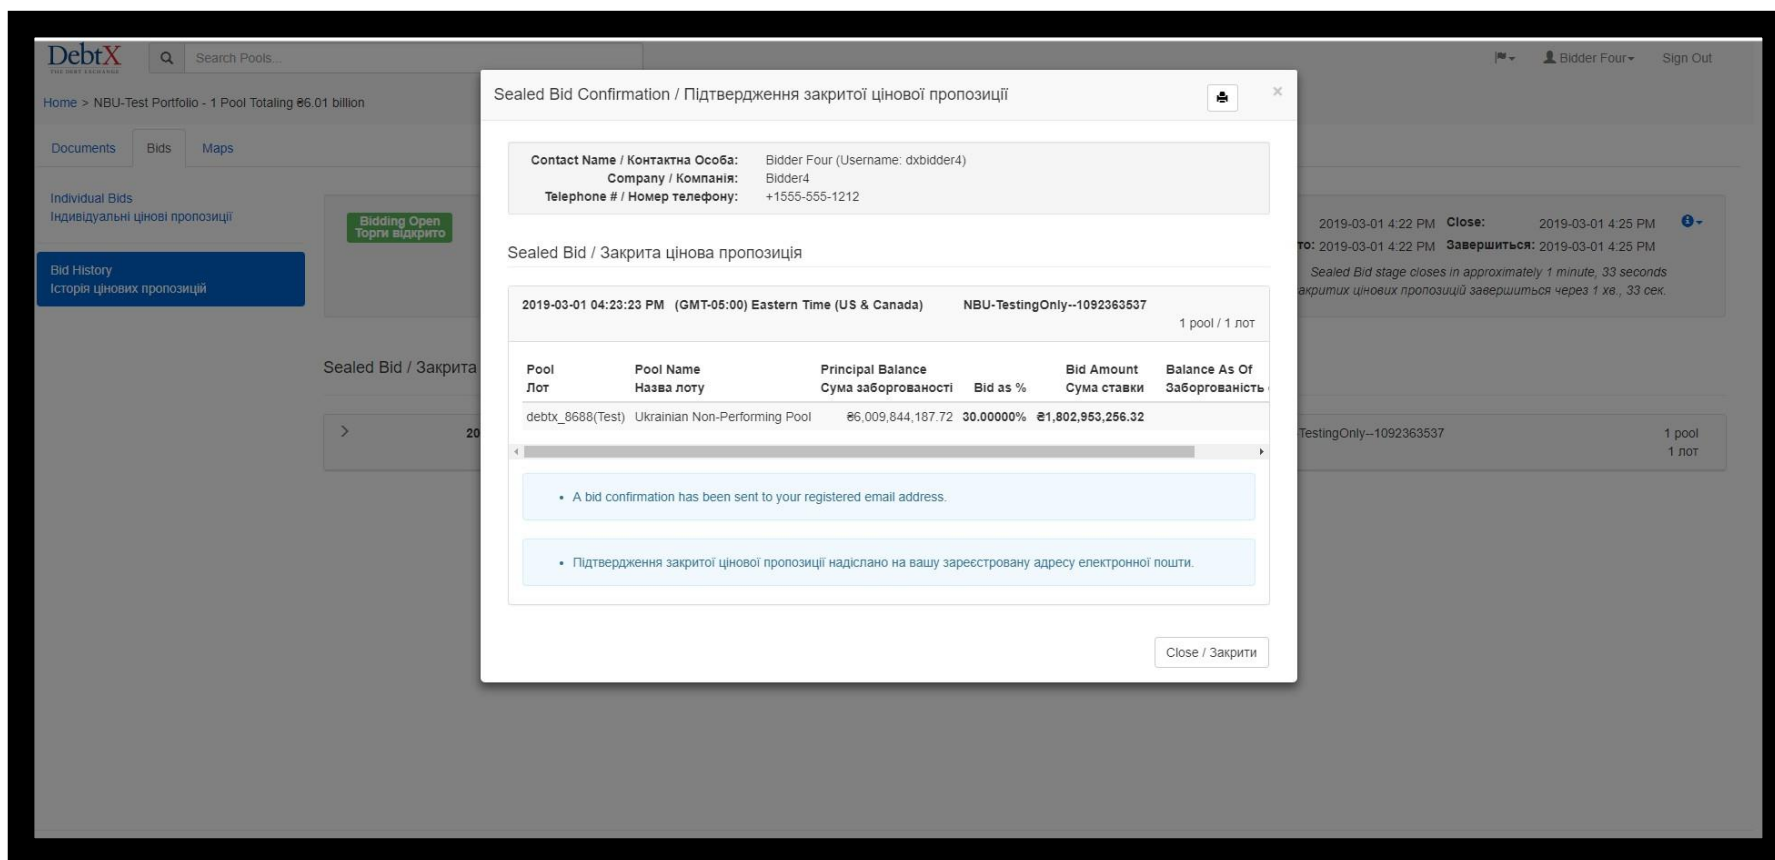 DebtX
THE DEBT EXCHANGE
Search Pools...
Bidder Four
Sign Out
Home > NBU-Test Portfolio - 1 Pool Totaling ₴6.01 billion
Documents Bids Maps
Individual Bids
Індивідуальні цінові пропозиції
Bid History
Історія цінових пропозицій
Bidding Open
Торги відкрито
2019-03-01 4:22 PM Close: 2019-03-01 4:25 PM
то: 2019-03-01 4:22 PM Завершиться: 2019-03-01 4:25 PM
Sealed Bid stage closes in approximately 1 minute, 33 seconds
акритих цінових пропозицій завершиться через 1 хв., 33 сек.
Sealed Bid / Закрита
20
TestingOnly--1092363537
1 pool
1 лот
Sealed Bid Confirmation / Підтвердження закритої цінової пропозиції
×
Contact Name / Контактна Особа: Bidder Four (Username: dxbidder4)
Company / Компанія: Bidder4
Telephone # / Номер телефону: +1555-555-1212
Sealed Bid / Закрита цінова пропозиція
2019-03-01 04:23:23 PM (GMT-05:00) Eastern Time (US & Canada) NBU-TestingOnly--1092363537
1 pool / 1 лот
Pool Pool Name Principal Balance Bid Amount Balance As Of
Лот Назва лоту Сума заборгованості Bid as % Сума ставки Заборгованість
debtx_8688(Test) Ukrainian Non-Performing Pool ₴6,009,844,187.72 30.00000% ₴1,802,953,256.32
• A bid confirmation has been sent to your registered email address.
• Підтвердження закритої цінової пропозиції надіслано на вашу зареєстровану адресу електронної пошти.
Close / Закрити